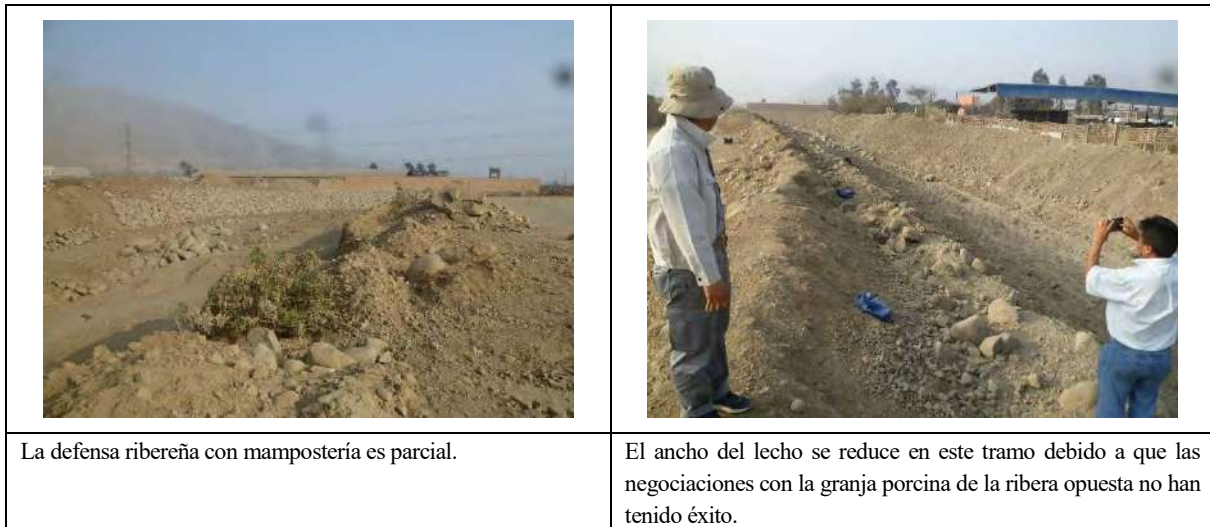 La defensa ribereña con mampostería es parcial.
El ancho del lecho se reduce en este tramo debido a que las
negociaciones con la granja porcina de la ribera opuesta no han
tenido éxito.